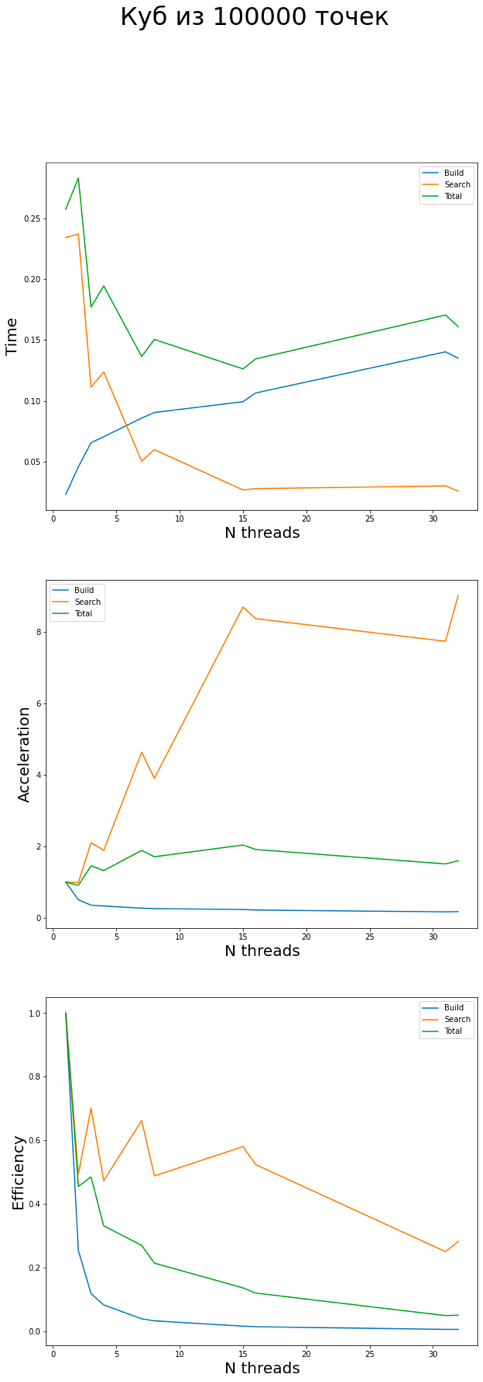 Куб из 100000 точек
Build
Search
Total
0.25
0.20
0.15
0.10
0.05
Time
0 5 10 15 20 25 30
N threads
Build
Search
Total
8
6
4
2
0
Acceleration
0 5 10 15 20 25 30
N threads
Build
Search
Total
1.0
0.8
0.6
0.4
0.2
0.0
Efficiency
0 5 10 15 20 25 30
N threads